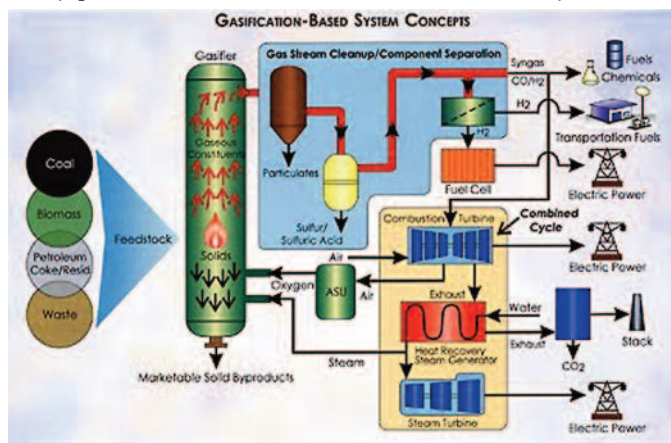 GASIFICATION-BASED SYSTEM CONCEPTS
Gasifier
Gas Stream Cleanup/Component Separation
Syngas
CO/H2
Fuels
Chemicals
Gaseous
Constituents
H2
H2
Transportation Fuels
Coal
Particulates
Fuel Cell
Electric Power
Biomass
Feedstock
Sulfur/
Sulfuric Acid
Combustion Turbine
Combined
Cycle
Petroleum
Coke/Resid
Solids
Air
Electric Power
Oxygen
ASU
Air
Waste
Exhaust
Water
Steam
Heat Recovery
Steam Generator
Exhaust
Stack
CO2
Marketable Solid Byproducts
Steam Turbine
Electric Power